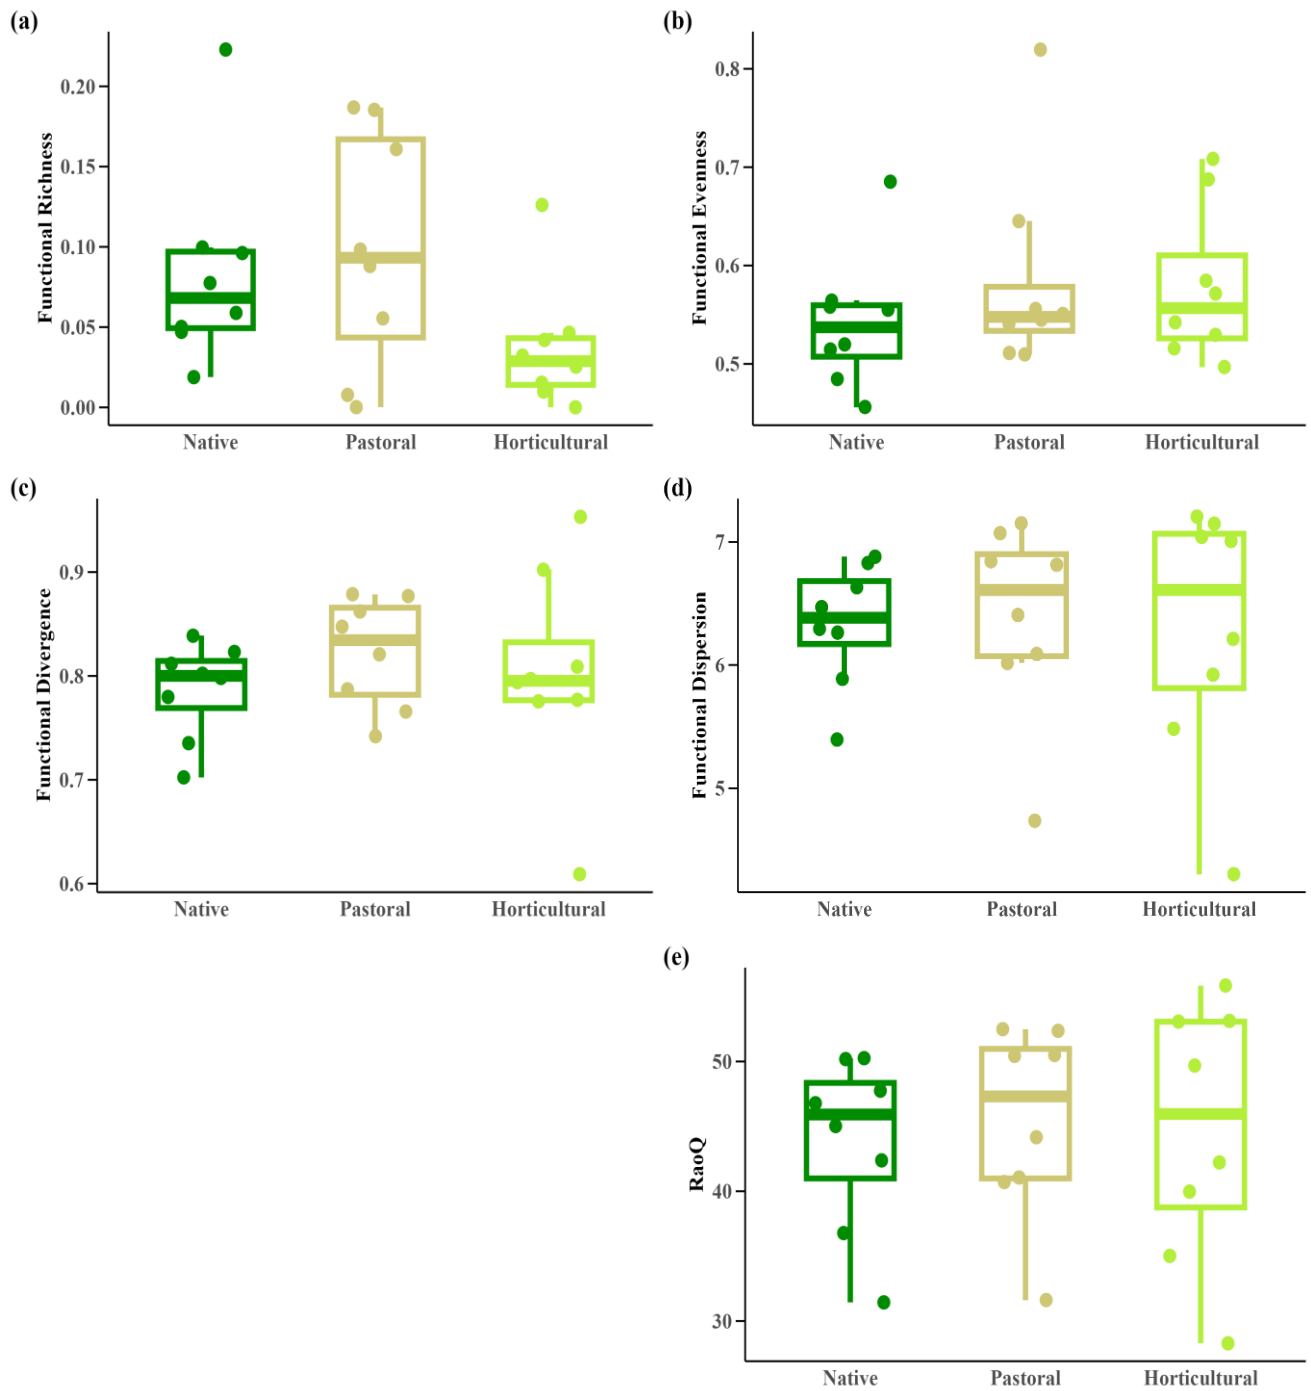 (a)
Functional Richness
0.20
0.15
0.10
0.05
0.00
Native Pastoral Horticultural
(b)
Functional Evenness
0.8
0.7
0.6
0.5
Native Pastoral Horticultural
(c)
Functional Divergence
0.9
0.8
0.7
0.6
Native Pastoral Horticultural
(d)
Functional Dispersion
7
6
5
Native Pastoral Horticultural
(e)
RaoQ
50
40
30
Native Pastoral Horticultural